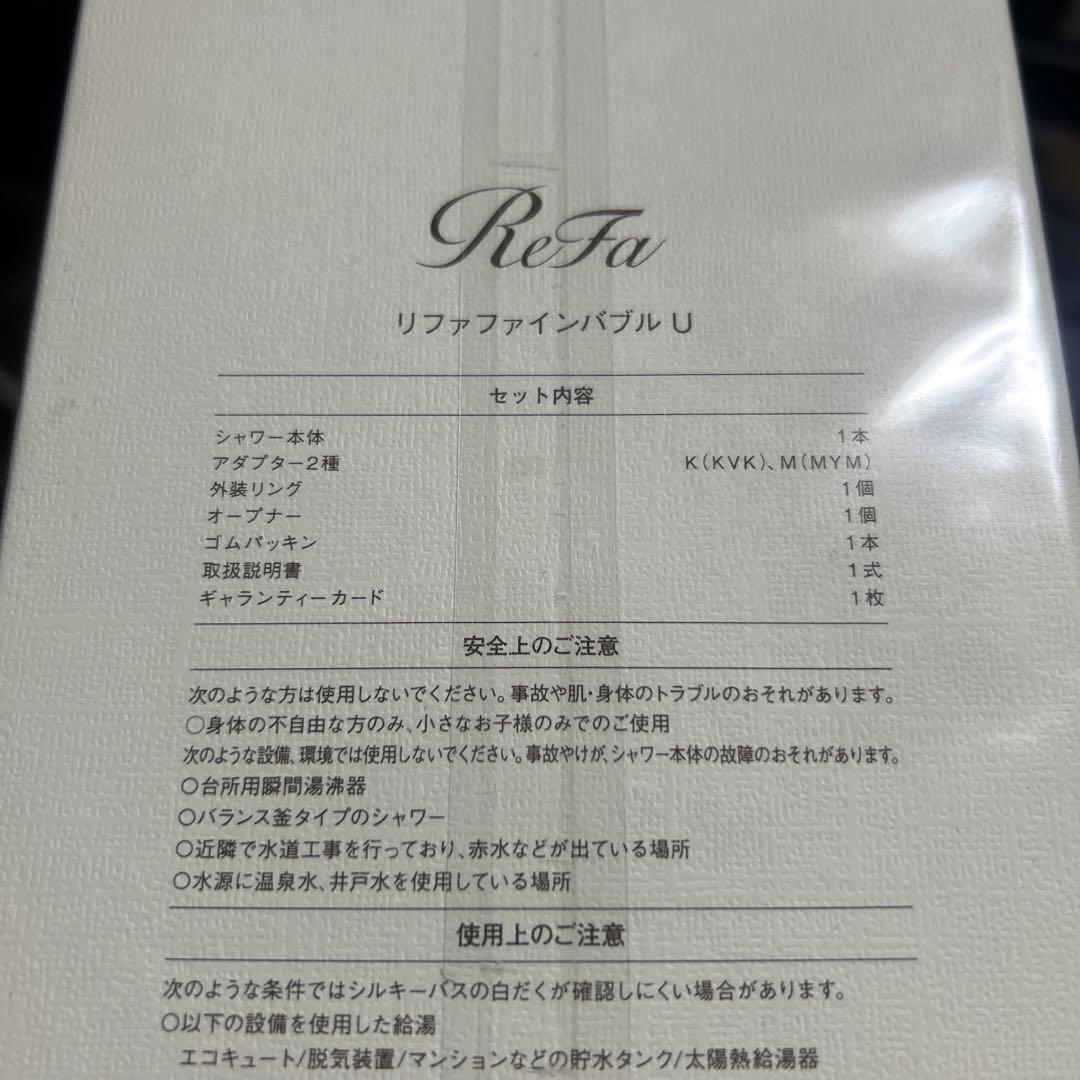 ReFa
リファファインバブル U
セット内容
シャワー本体 1本
アダプター2種 K(KVK)、M(MYM)
外装リング 1個
オープナー 1個
ゴムパッキン 1本
取扱説明書 1式
ギャランティーカード 1枚
安全上のご注意
次のような方は使用しないでください。事故や肌・身体のトラブルのおそれがあります。
○身体の不自由な方のみ、小さなお子様のみでのご使用
次のような設備、環境では使用しないでください。事故やけが、シャワー本体の故障のおそれがあります。
○台所用瞬間湯沸器
○バランス釜タイプのシャワー
○近隣で水道工事を行っており、赤水などが出ている場所
○水源に温泉水、井戸水を使用している場所
使用上のご注意
次のような条件ではシルキーバスの白だくが確認しにくい場合があります。
○以下の設備を使用した給湯
エコキュート/脱気装置/マンションなどの貯水タンク/太陽熱給湯器